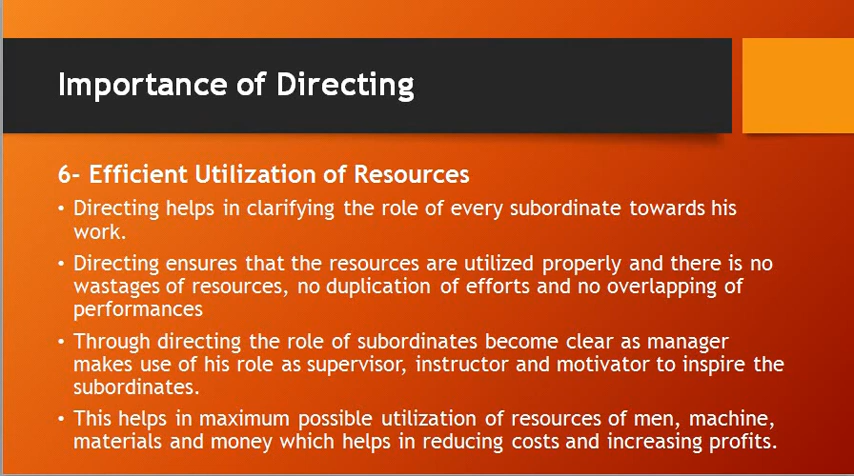 Importance of Directing
6- Efficient Utilization of Resources
• Directing helps in clarifying the role of every subordinate towards his
work.
• Directing ensures that the resources are utilized properly and there is no
wastages of resources, no duplication of efforts and no overlapping of
performances
• Through directing the role of subordinates become clear as manager
makes use of his role as supervisor, instructor and motivator to inspire the
subordinates.
• This helps in maximum possible utilization of resources of men, machine,
materials and money which helps in reducing costs and increasing profits.